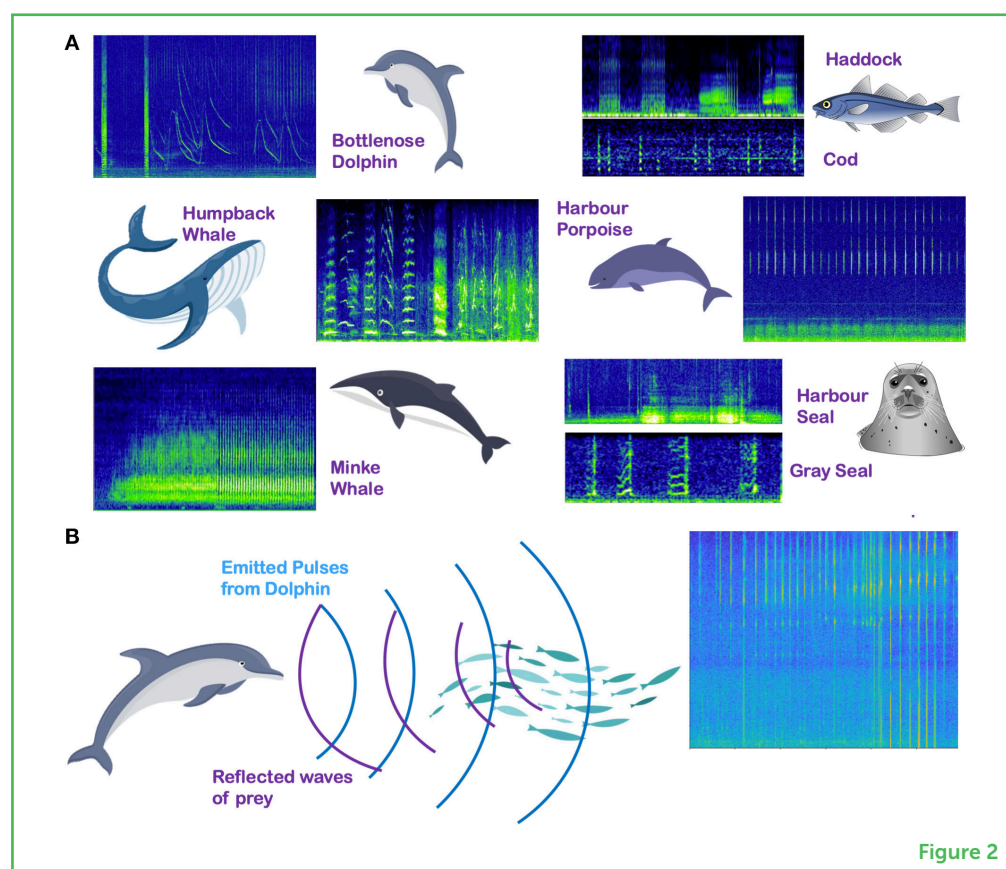 A
Bottlenose
Dolphin
Haddock
Cod
Humpback
Whale
Harbour
Porpoise
Minke
Whale
Harbour
Seal
Gray Seal
B
Emitted Pulses
from Dolphin
Reflected waves
of prey
Figure 2